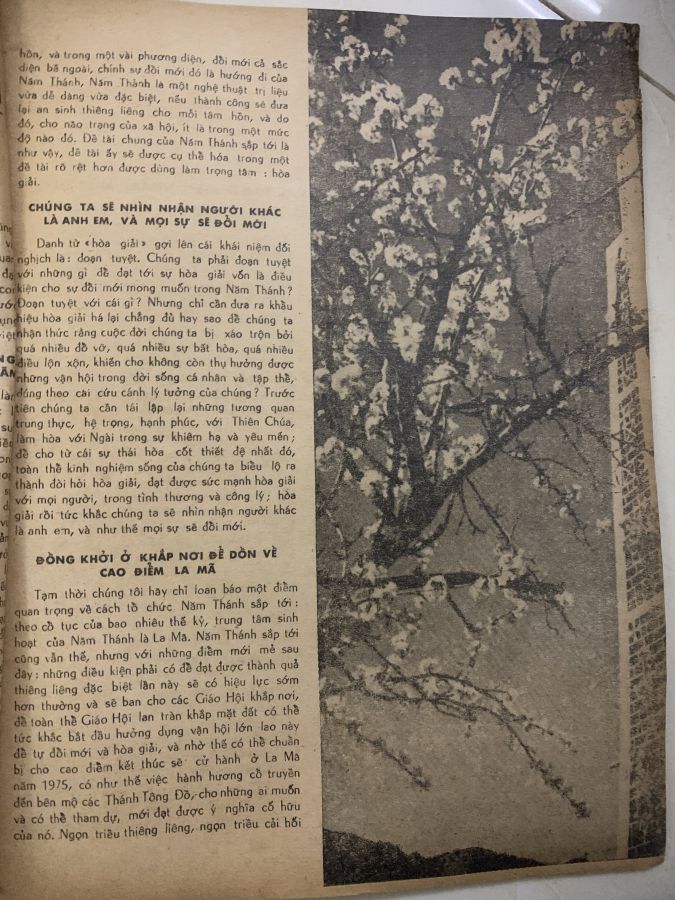 hồn, và trong một vài phương diện, đổi mới cả sắc
diện bề ngoài, chính sự đổi mới đó là hướng đi của
Năm Thánh, Năm Thánh là một nghệ thuật trị liệu
vừa dễ dàng vừa đặc biệt, nếu thành công sẽ đưa
lại an sinh thiêng liêng cho mỗi tâm hồn, và do
đó, cho não trạng của xã hội, ít là trong một mức
độ nào đó. Đề tài chung của Năm Thánh sắp tới là
như vậy, đề tài ấy sẽ được cụ thể hóa trong một
đề tài rõ rệt hơn được dùng làm trọng tâm : hòa
giải.
CHÚNG TA SẼ NHÌN NHẬN NGƯỜI KHÁC
LÀ ANH EM, VÀ MỌI SỰ SẼ ĐỔI MỚI
Danh từ «hòa giải» gợi lên cái khái niệm đối
nghịch là : đoạn tuyệt. Chúng ta phải đoạn tuyệt
với những gì để đạt tới sự hòa giải vốn là điều
kiện cho sự đổi mới mong muốn trong Năm Thánh ?
Đoạn tuyệt với cái gì ? Nhưng chỉ cần đưa ra khẩu
hiệu hòa giải há lại chẳng đủ hay sao để chúng ta
nhận thức rằng cuộc đời chúng ta bị xáo trộn bởi
quá nhiều đổ vỡ, quá nhiều sự bất hòa, quá nhiều
điều lộn xộn, khiến cho không còn thụ hưởng được
những vận hội trong đời sống cá nhân và tập thể,
đúng theo cái cứu cánh lý tưởng của chúng ? Trước
tiên chúng ta cần tái lập lại những tương quan
trung thực, hệ trọng, hạnh phúc, với Thiên Chúa,
làm hòa với Ngài trong sự khiêm hạ và yêu mến ;
để cho từ cái sự thái hòa cốt thiết đệ nhất đó,
toàn thể kinh nghiệm sống của chúng ta biểu lộ ra
thành đòi hỏi hòa giải, đạt được sức mạnh hòa giải
với mọi người, trong tình thương và công lý ; hòa
giải rồi tức khắc chúng ta sẽ nhìn nhận người khác
là anh em, và như thế mọi sự sẽ đổi mới.
ĐỒNG KHỞI Ở KHẮP NƠI ĐỂ DỒN VỀ
CAO ĐIỂM LA MÃ
Tạm thời chúng tôi hãy chỉ loan báo một điểm
quan trọng về cách tổ chức Năm Thánh sắp tới :
theo cố tục của bao nhiêu thế kỷ, trung tâm sinh
hoạt của Năm Thánh là La Mã. Năm Thánh sắp tới
cũng vẫn thế, nhưng với những điểm mới mẻ sau
đây : những điều kiện phải có để đạt được thành quả
thiêng liêng đặc biệt lần này sẽ có hiệu lực sớm
hơn thường và sẽ ban cho các Giáo Hội khắp nơi,
để toàn thể Giáo Hội lan tràn khắp mặt đất có thể
tức khắc bắt đầu hưởng dụng vận hội lớn lao này
để tự đổi mới và hòa giải, và nhờ thế có thể chuẩn
bị cho cao điểm kết thúc sẽ cử hành ở La Mã
năm 1975, có như thế việc hành hương cổ truyền
đến bên mộ các Thánh Tông Đồ, cho những ai muốn
và có thể tham dự, mới đạt được ý nghĩa cố hữu
của nó. Ngọn triều thiêng liêng, ngọn triều cải hối